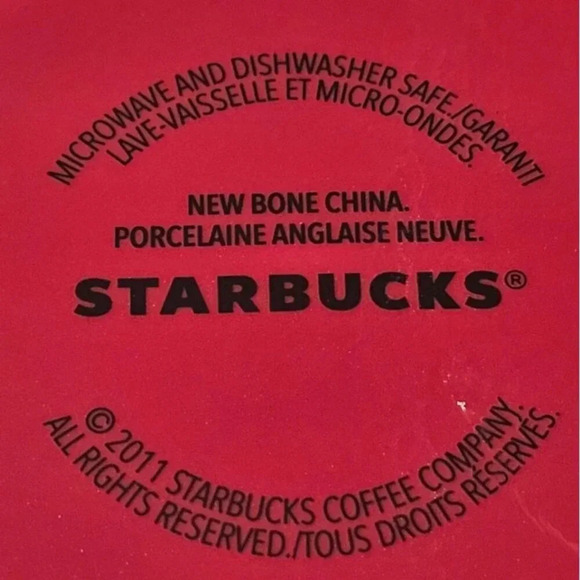 MICROWAVE AND DISHWASHER SAFE./GARANTI
LAVE-VAISSELLE ET MICRO-ONDES.
NEW BONE CHINA.
PORCELAINE ANGLAISE NEUVE.
STARBUCKS®
© 2011 STARBUCKS COFFEE COMPANY.
ALL RIGHTS RESERVED./TOUS DROITS RÉSERVÉS.